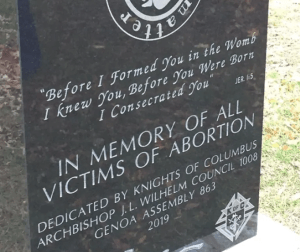 matter
"Before I Formed You in the Womb
I knew You, Before You Were Born
I Consecrated You"
JER. 1:5
IN MEMORY OF ALL
VICTIMS OF ABORTION
DEDICATED BY KNIGHTS OF COLUMBUS
ARCHBISHOP J.L. WILHELM COUNCIL 1008
GENOA ASSEMBLY 863
2019